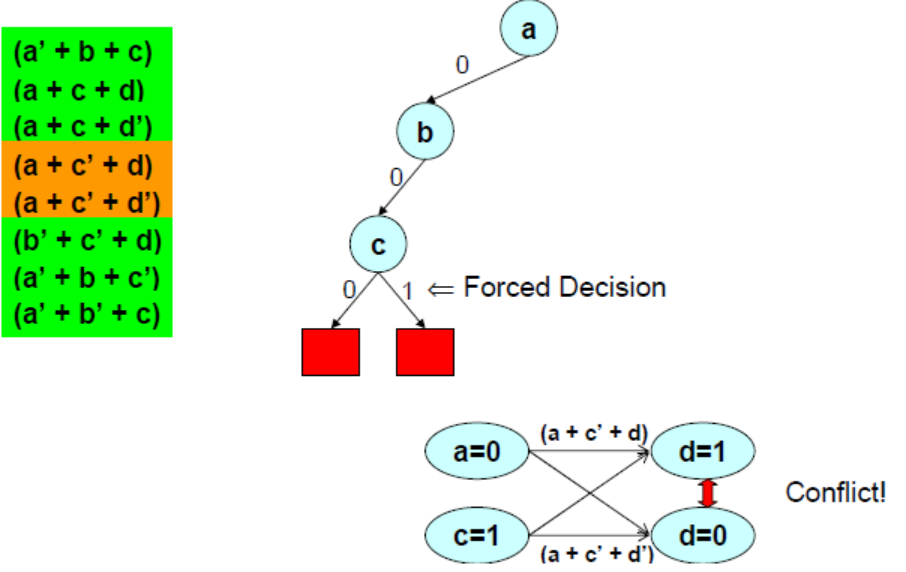 (a’ + b + c)
(a + c + d)
(a + c + d’)
(a + c’ + d)
(a + c’ + d’)
(b’ + c’ + d)
(a’ + b + c’)
(a’ + b’ + c)
a
0
b
0
c
0 1 ⇐ Forced Decision
(a + c’ + d)
a=0 d=1
Conflict!
c=1 d=0
(a + c’ + d’)